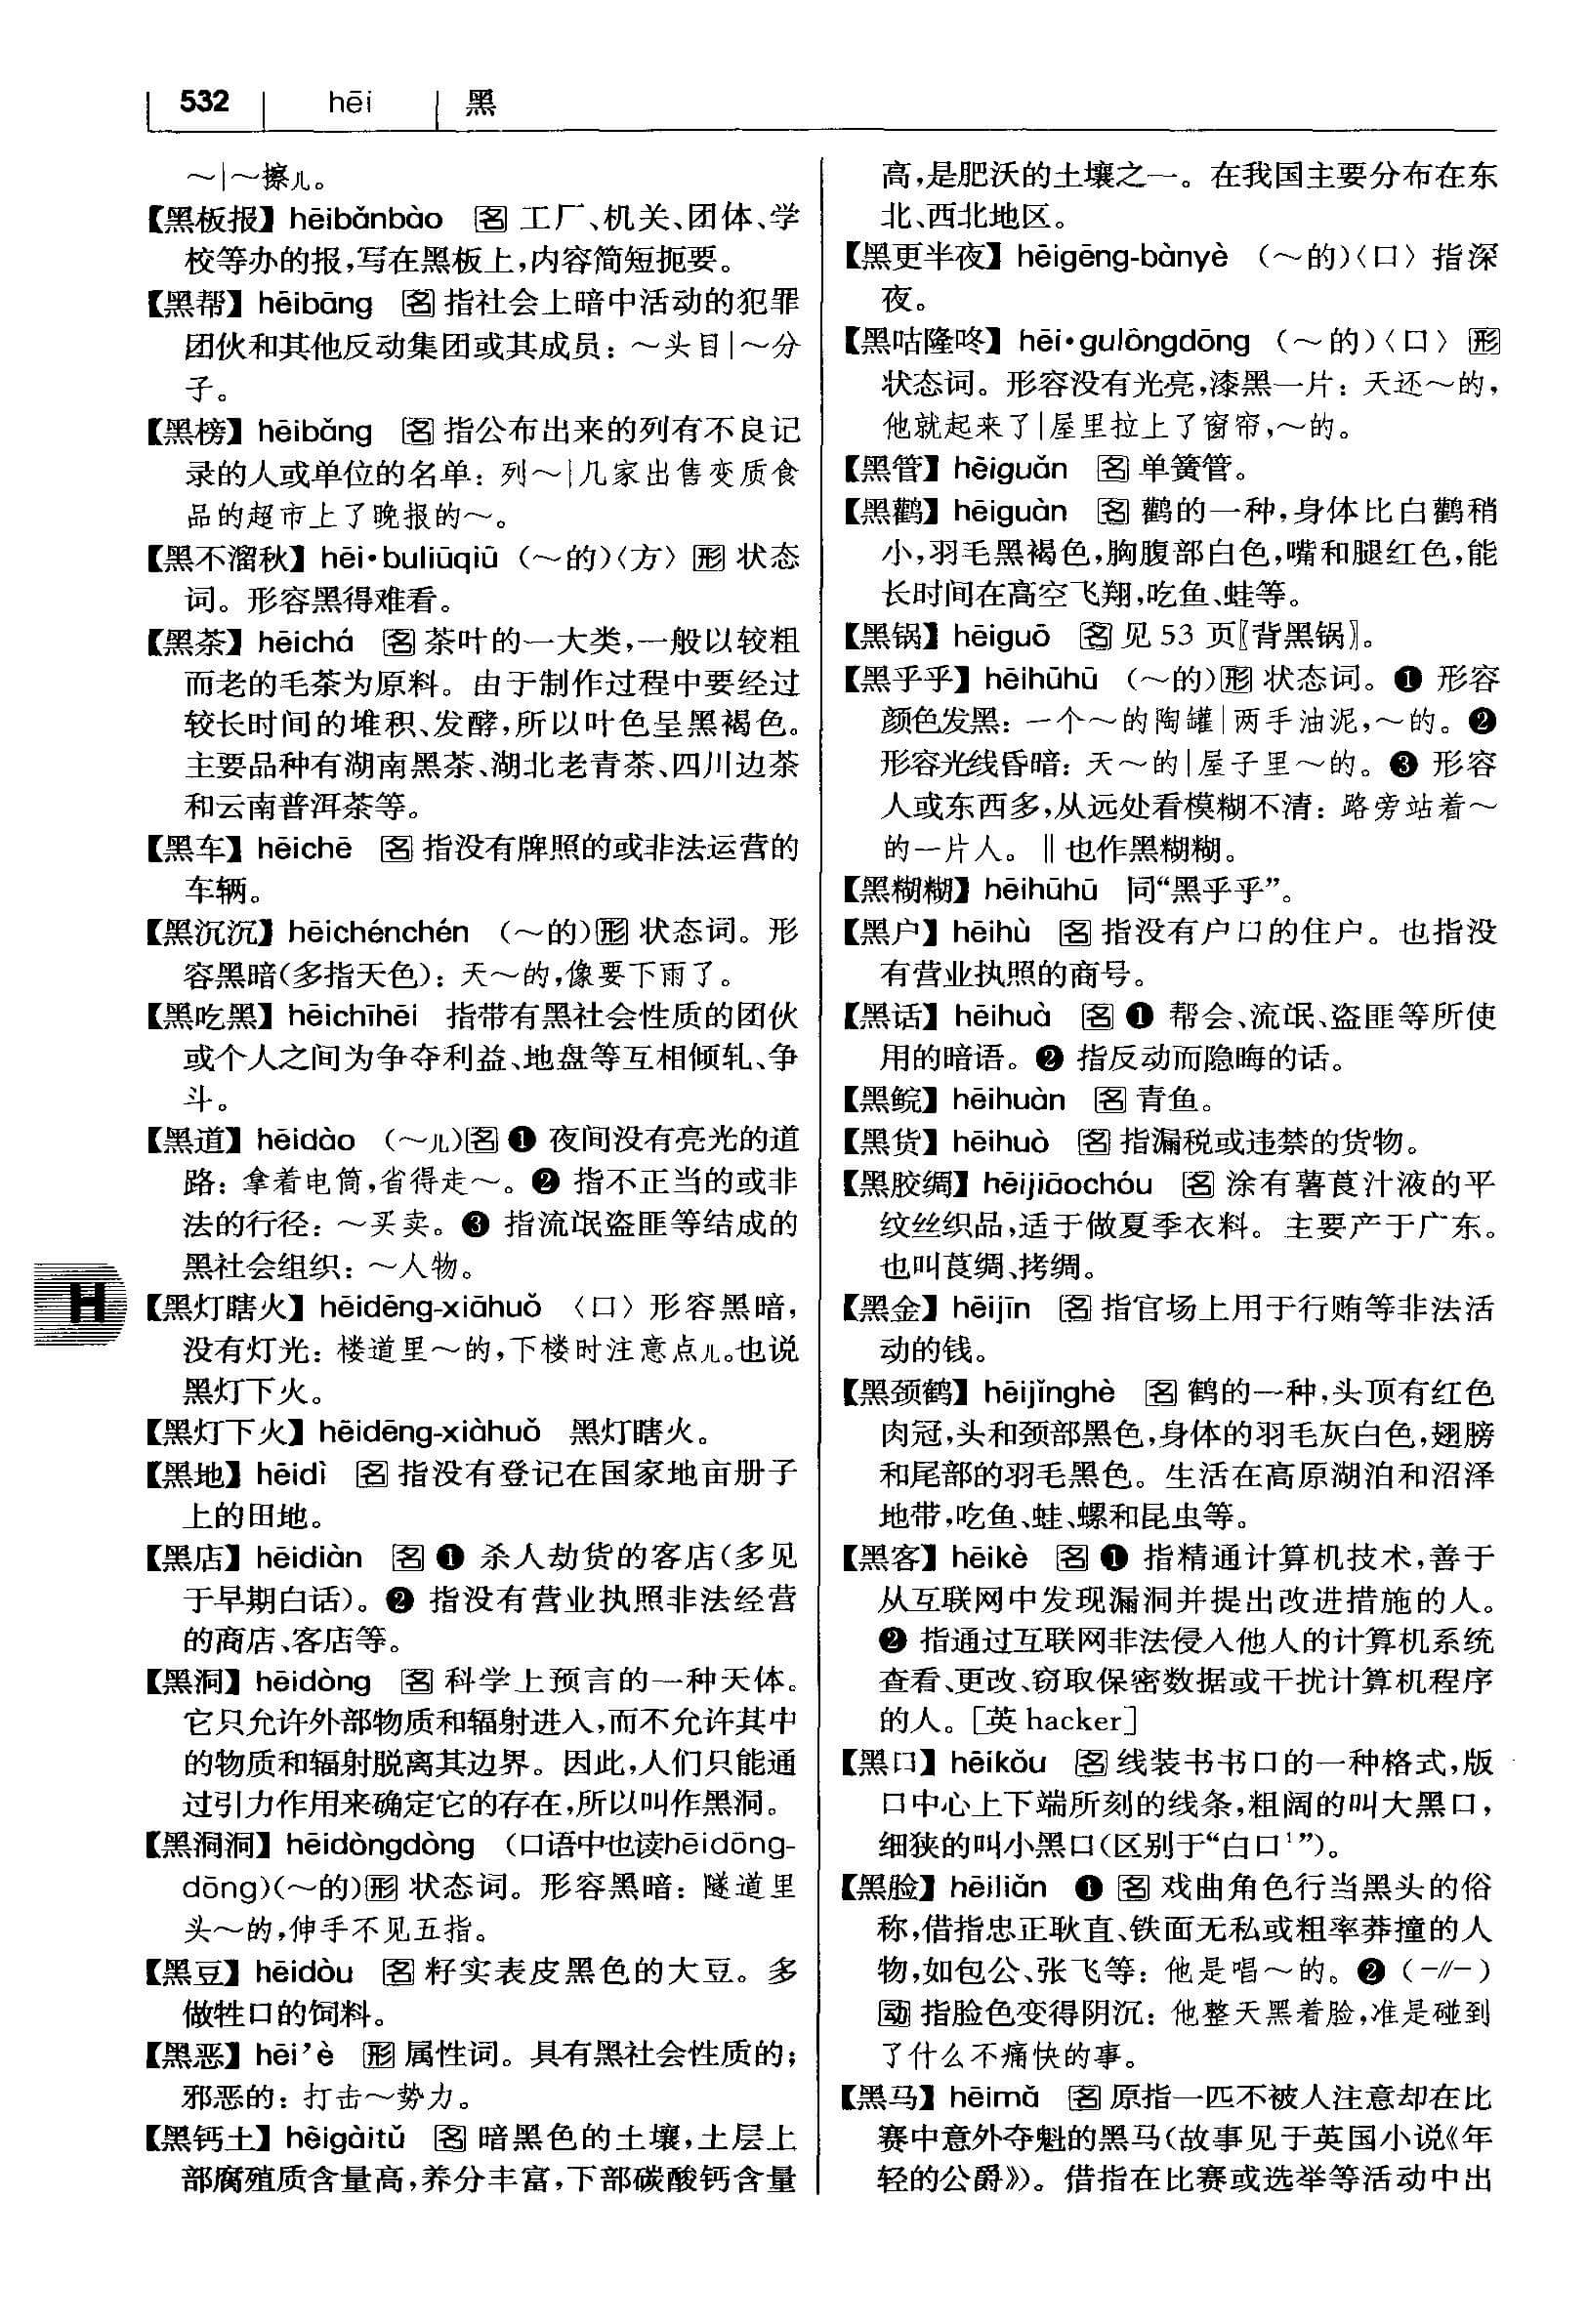 532 hēi 黑
～|～擦儿。
【黑板报】hēibǎnbào 名 工厂、机关、团体、学
校等办的报,写在黑板上,内容简短扼要。
【黑帮】hēibāng 名 指社会上暗中活动的犯罪
团伙和其他反动集团或其成员：～头目|～分
子。
【黑榜】hēibǎng 名 指公布出来的列有不良记
录的人或单位的名单：列～|几家出售变质食
品的超市上了晚报的～。
【黑不溜秋】hēi•buliūqiū (～的)〈方〉形 状态
词。形容黑得难看。
【黑茶】hēichá 名 茶叶的一大类,一般以较粗
而老的毛茶为原料。由于制作过程中要经过
较长时间的堆积、发酵,所以叶色呈黑褐色。
主要品种有湖南黑茶、湖北老青茶、四川边茶
和云南普洱茶等。
【黑车】hēichē 名 指没有牌照的或非法运营的
车辆。
【黑沉沉】hēichénchén (～的)形 状态词。形
容黑暗(多指天色)：天～的,像要下雨了。
【黑吃黑】hēichīhēi 指带有黑社会性质的团伙
或个人之间为争夺利益、地盘等互相倾轧、争
斗。
【黑道】hēidào (～儿)名 ❶ 夜间没有亮光的道
路：拿着电筒,省得走～。❷ 指不正当的或非
法的行径：～买卖。❸ 指流氓盗匪等结成的
黑社会组织：～人物。
H
【黑灯瞎火】hēidēng-xiāhuǒ 〈口〉形容黑暗,
没有灯光：楼道里～的,下楼时注意点儿。也说
黑灯下火。
【黑灯下火】hēidēng-xiàhuǒ 黑灯瞎火。
【黑地】hēidì 名 指没有登记在国家地亩册子
上的田地。
【黑店】hēidiàn 名 ❶ 杀人劫货的客店(多见
于早期白话)。❷ 指没有营业执照非法经营
的商店、客店等。
【黑洞】hēidòng 名 科学上预言的一种天体。
它只允许外部物质和辐射进入,而不允许其中
的物质和辐射脱离其边界。因此,人们只能通
过引力作用来确定它的存在,所以叫作黑洞。
【黑洞洞】hēidòngdòng (口语中也读hēidōng-
dōng)(～的)形 状态词。形容黑暗：隧道里
头～的,伸手不见五指。
【黑豆】hēidòu 名 籽实表皮黑色的大豆。多
做牲口的饲料。
【黑恶】hēi’è 形 属性词。具有黑社会性质的;
邪恶的：打击～势力。
【黑钙土】hēigàitǔ 名 暗黑色的土壤,土层上
部腐殖质含量高,养分丰富,下部碳酸钙含量
高,是肥沃的土壤之一。在我国主要分布在东
北、西北地区。
【黑更半夜】hēigēng-bànyè (～的)〈口〉指深
夜。
【黑咕隆咚】hēi•gulōngdōng (～的)〈口〉形
状态词。形容没有光亮,漆黑一片：天还～的,
他就起来了|屋里拉上了窗帘,～的。
【黑管】hēiguǎn 名 单簧管。
【黑鹳】hēiguàn 名 鹳的一种,身体比白鹳稍
小,羽毛黑褐色,胸腹部白色,嘴和腿红色,能
长时间在高空飞翔,吃鱼、蛙等。
【黑锅】hēiguō 名 见 53 页〖背黑锅〗。
【黑乎乎】hēihūhū (～的)形 状态词。❶ 形容
颜色发黑：一个～的陶罐|两手油泥,～的。❷
形容光线昏暗：天～的|屋子里～的。❸ 形容
人或东西多,从远处看模糊不清：路旁站着～
的一片人。‖也作黑糊糊。
【黑糊糊】hēihūhū 同“黑乎乎”。
【黑户】hēihù 名 指没有户口的住户。也指没
有营业执照的商号。
【黑话】hēihuà 名 ❶ 帮会、流氓、盗匪等所使
用的暗语。❷ 指反动而隐晦的话。
【黑鲩】hēihuàn 名 青鱼。
【黑货】hēihuò 名 指漏税或违禁的货物。
【黑胶绸】hēijiāochóu 名 涂有薯莨汁液的平
纹丝织品,适于做夏季衣料。主要产于广东。
也叫莨绸、拷绸。
【黑金】hēijīn 名 指官场上用于行贿等非法活
动的钱。
【黑颈鹤】hēijǐnghè 名 鹤的一种,头顶有红色
肉冠,头和颈部黑色,身体的羽毛灰白色,翅膀
和尾部的羽毛黑色。生活在高原湖泊和沼泽
地带,吃鱼、蛙、螺和昆虫等。
【黑客】hēikè 名 ❶ 指精通计算机技术,善于
从互联网中发现漏洞并提出改进措施的人。
❷ 指通过互联网非法侵入他人的计算机系统
查看、更改、窃取保密数据或干扰计算机程序
的人。[英 hacker]
【黑口】hēikǒu 名 线装书书口的一种格式,版
口中心上下端所刻的线条,粗阔的叫大黑口,
细狭的叫小黑口(区别于“白口¹”)。
【黑脸】hēiliǎn ❶ 名 戏曲角色行当黑头的俗
称,借指忠正耿直、铁面无私或粗率莽撞的人
物,如包公、张飞等：他是唱～的。❷ (-//-)
动 指脸色变得阴沉：他整天黑着脸,准是碰到
了什么不痛快的事。
【黑马】hēimǎ 名 原指一匹不被人注意却在比
赛中意外夺魁的黑马(故事见于英国小说《年
轻的公爵》)。借指在比赛或选举等活动中出